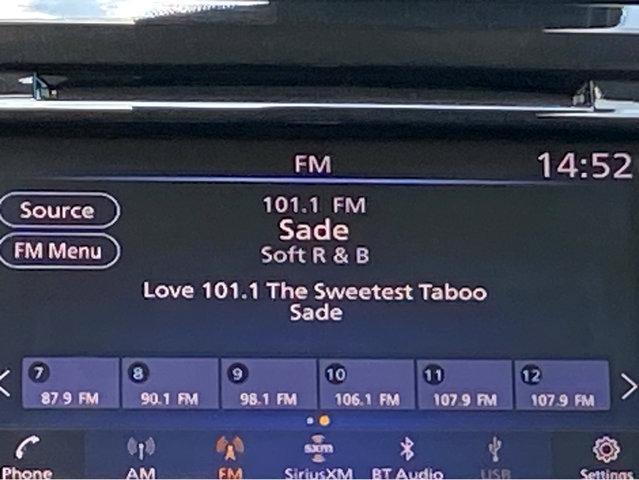 FM 14:52
Source 101.1 FM
Sade
FM Menu Soft R & B
Love 101.1 The Sweetest Taboo
Sade
7 8 9 10 11 12
87.9 FM 90.1 FM 98.1 FM 106.1 FM 107.9 FM 107.9 FM
sxm
Phone AM FM SiriusXM BT Audio USB Settings